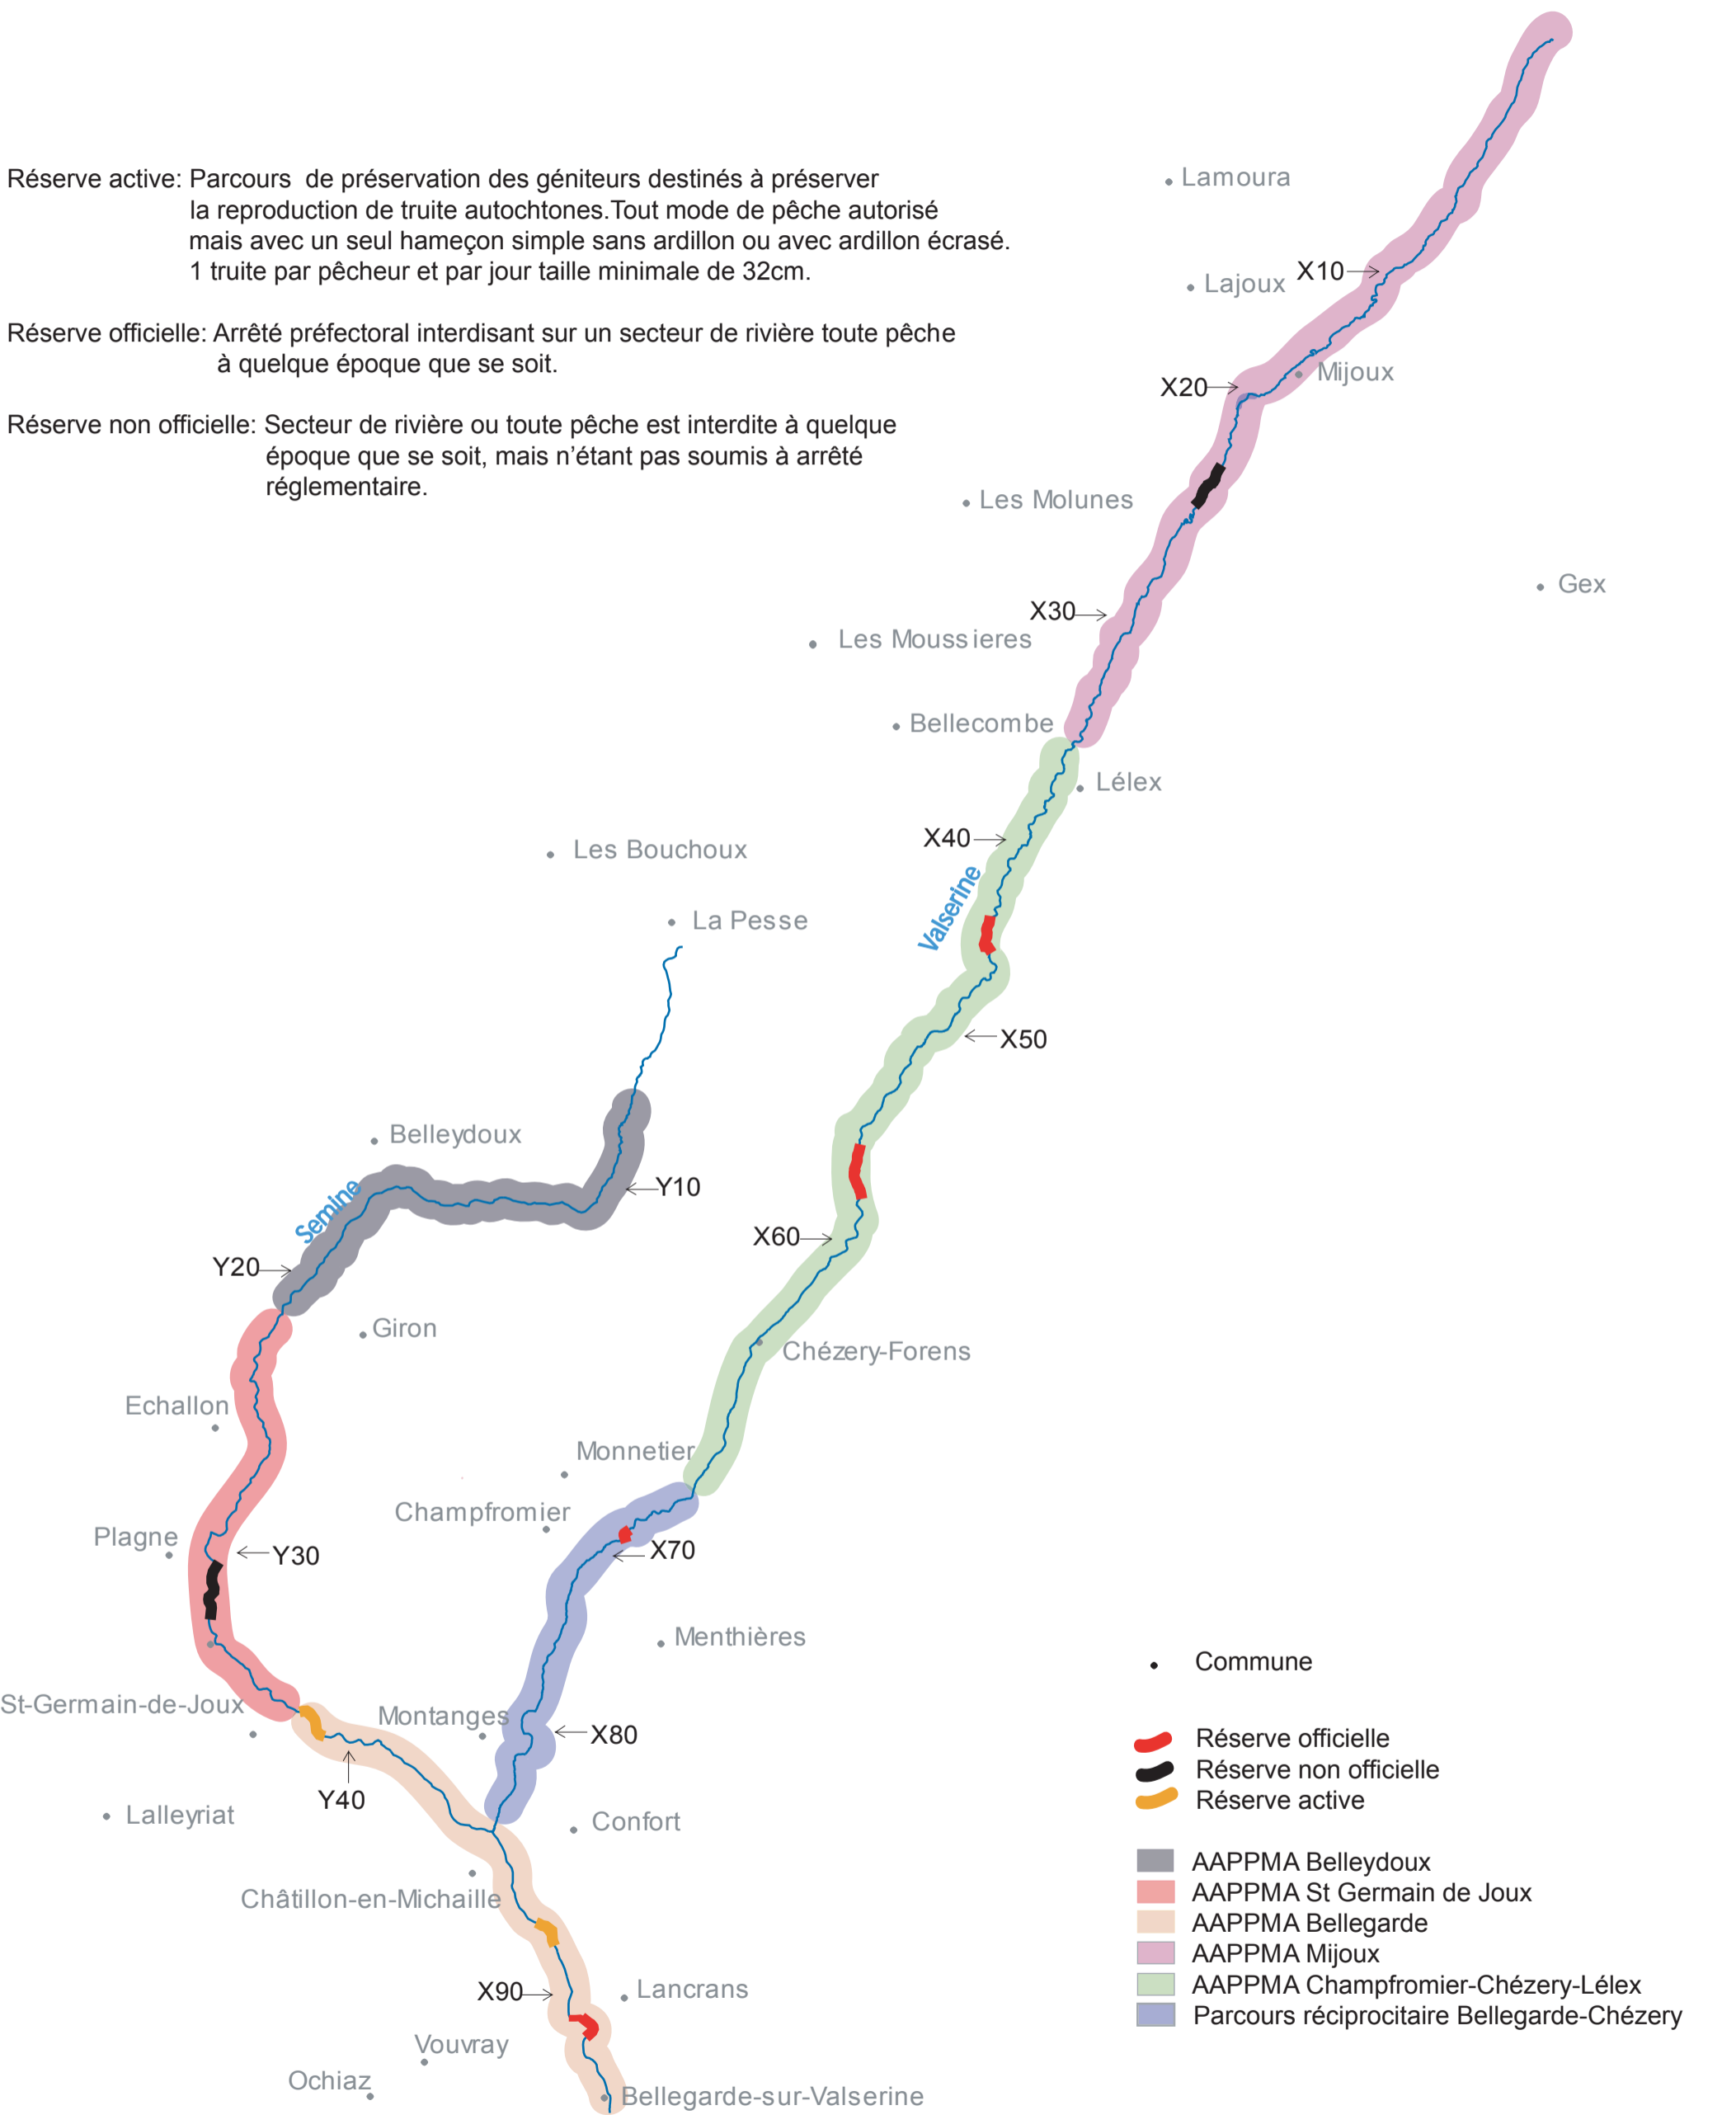 Réserve active: Parcours de préservation des géniteurs destinés à préserver
la reproduction de truite autochtones.Tout mode de pêche autorisé
mais avec un seul hameçon simple sans ardillon ou avec ardillon écrasé.
1 truite par pêcheur et par jour taille minimale de 32cm.
Réserve officielle: Arrêté préfectoral interdisant sur un secteur de rivière toute pêche
à quelque époque que se soit.
Réserve non officielle: Secteur de rivière ou toute pêche est interdite à quelque
époque que se soit, mais n'étant pas soumis à arrêté
réglementaire.
Lamoura
X10
Lajoux
Mijoux
X20
Les Molunes
Gex
X30
Les Moussieres
Bellecombe
Lélex
X40
Les Bouchoux
Valserine
La Pesse
X50
Belleydoux
Y10
Semine
X60
Y20
Giron
Chézery-Forens
Echallon
Monnetier
Champfromier
Plagne
Y30
X70
Menthières
St-Germain-de-Joux
Montanges
X80
Y40
Lalleyriat
Confort
Châtillon-en-Michaille
X90
Lancrans
Vouvray
Ochiaz
Bellegarde-sur-Valserine
Commune
Réserve officielle
Réserve non officielle
Réserve active
AAPPMA Belleydoux
AAPPMA St Germain de Joux
AAPPMA Bellegarde
AAPPMA Mijoux
AAPPMA Champfromier-Chézery-Lélex
Parcours réciprocitaire Bellegarde-Chézery